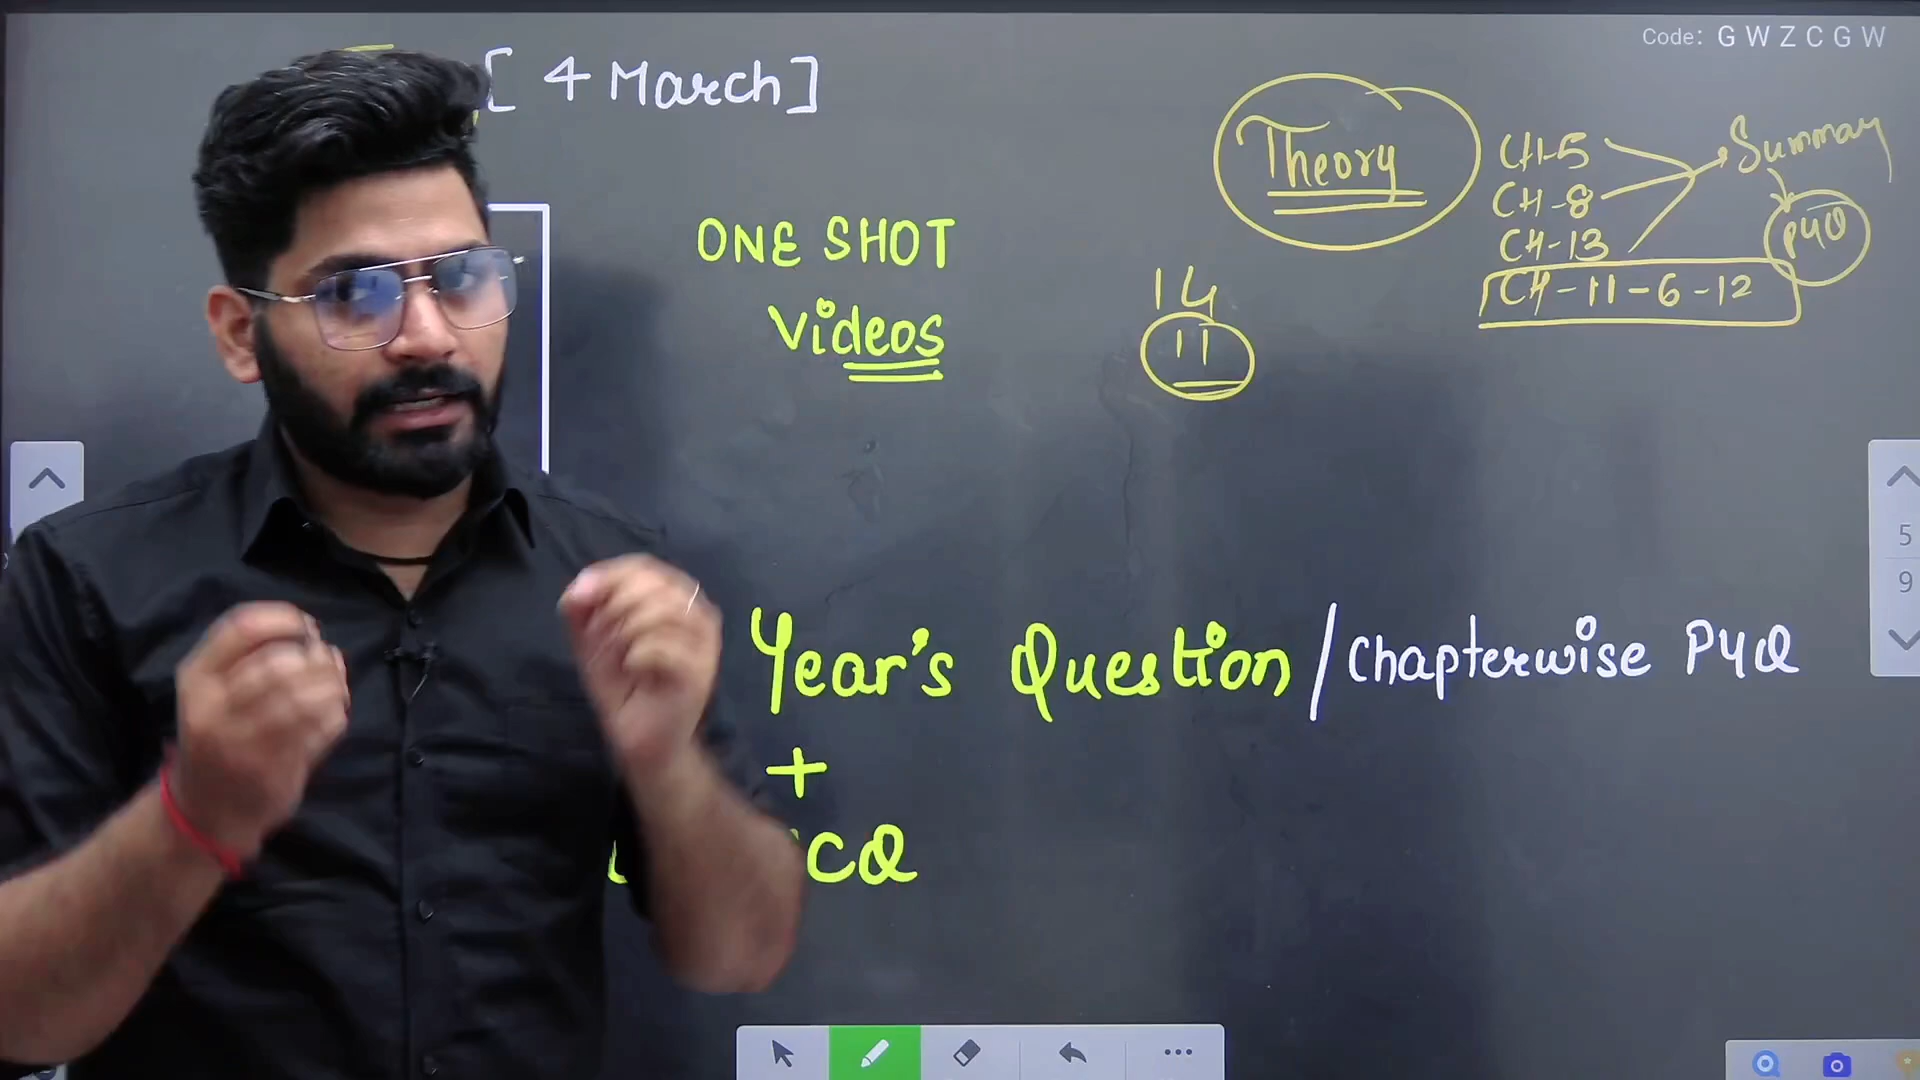 Code: G W Z C G W
[ 4 March ]
Theory
CH-5
CH-8
CH-13
CH-11-6-12
Summary
PYQ
ONE SHOT
Videos
14
11
5
9
Year's Question / Chapterwise PYQ
+
CQ